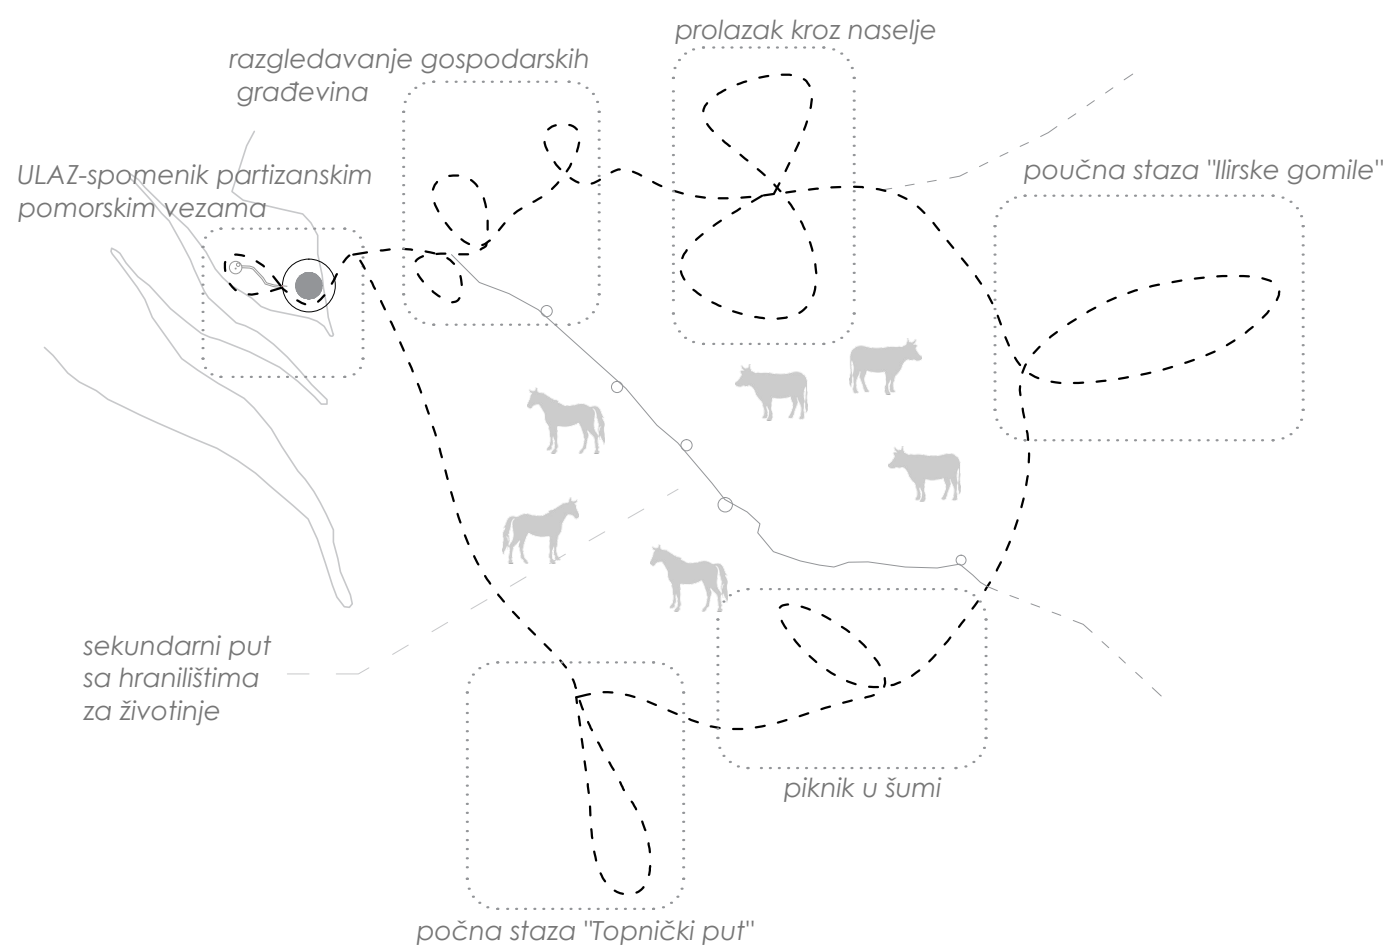 prolazak kroz naselje
razgledavanje gospodarskih
građevina
ULAZ-spomenik partizanskim
pomorskim vezama
poučna staza "Ilirske gomile"
sekundarni put
sa hranilištima
za životinje
piknik u šumi
počna staza "Topnički put"